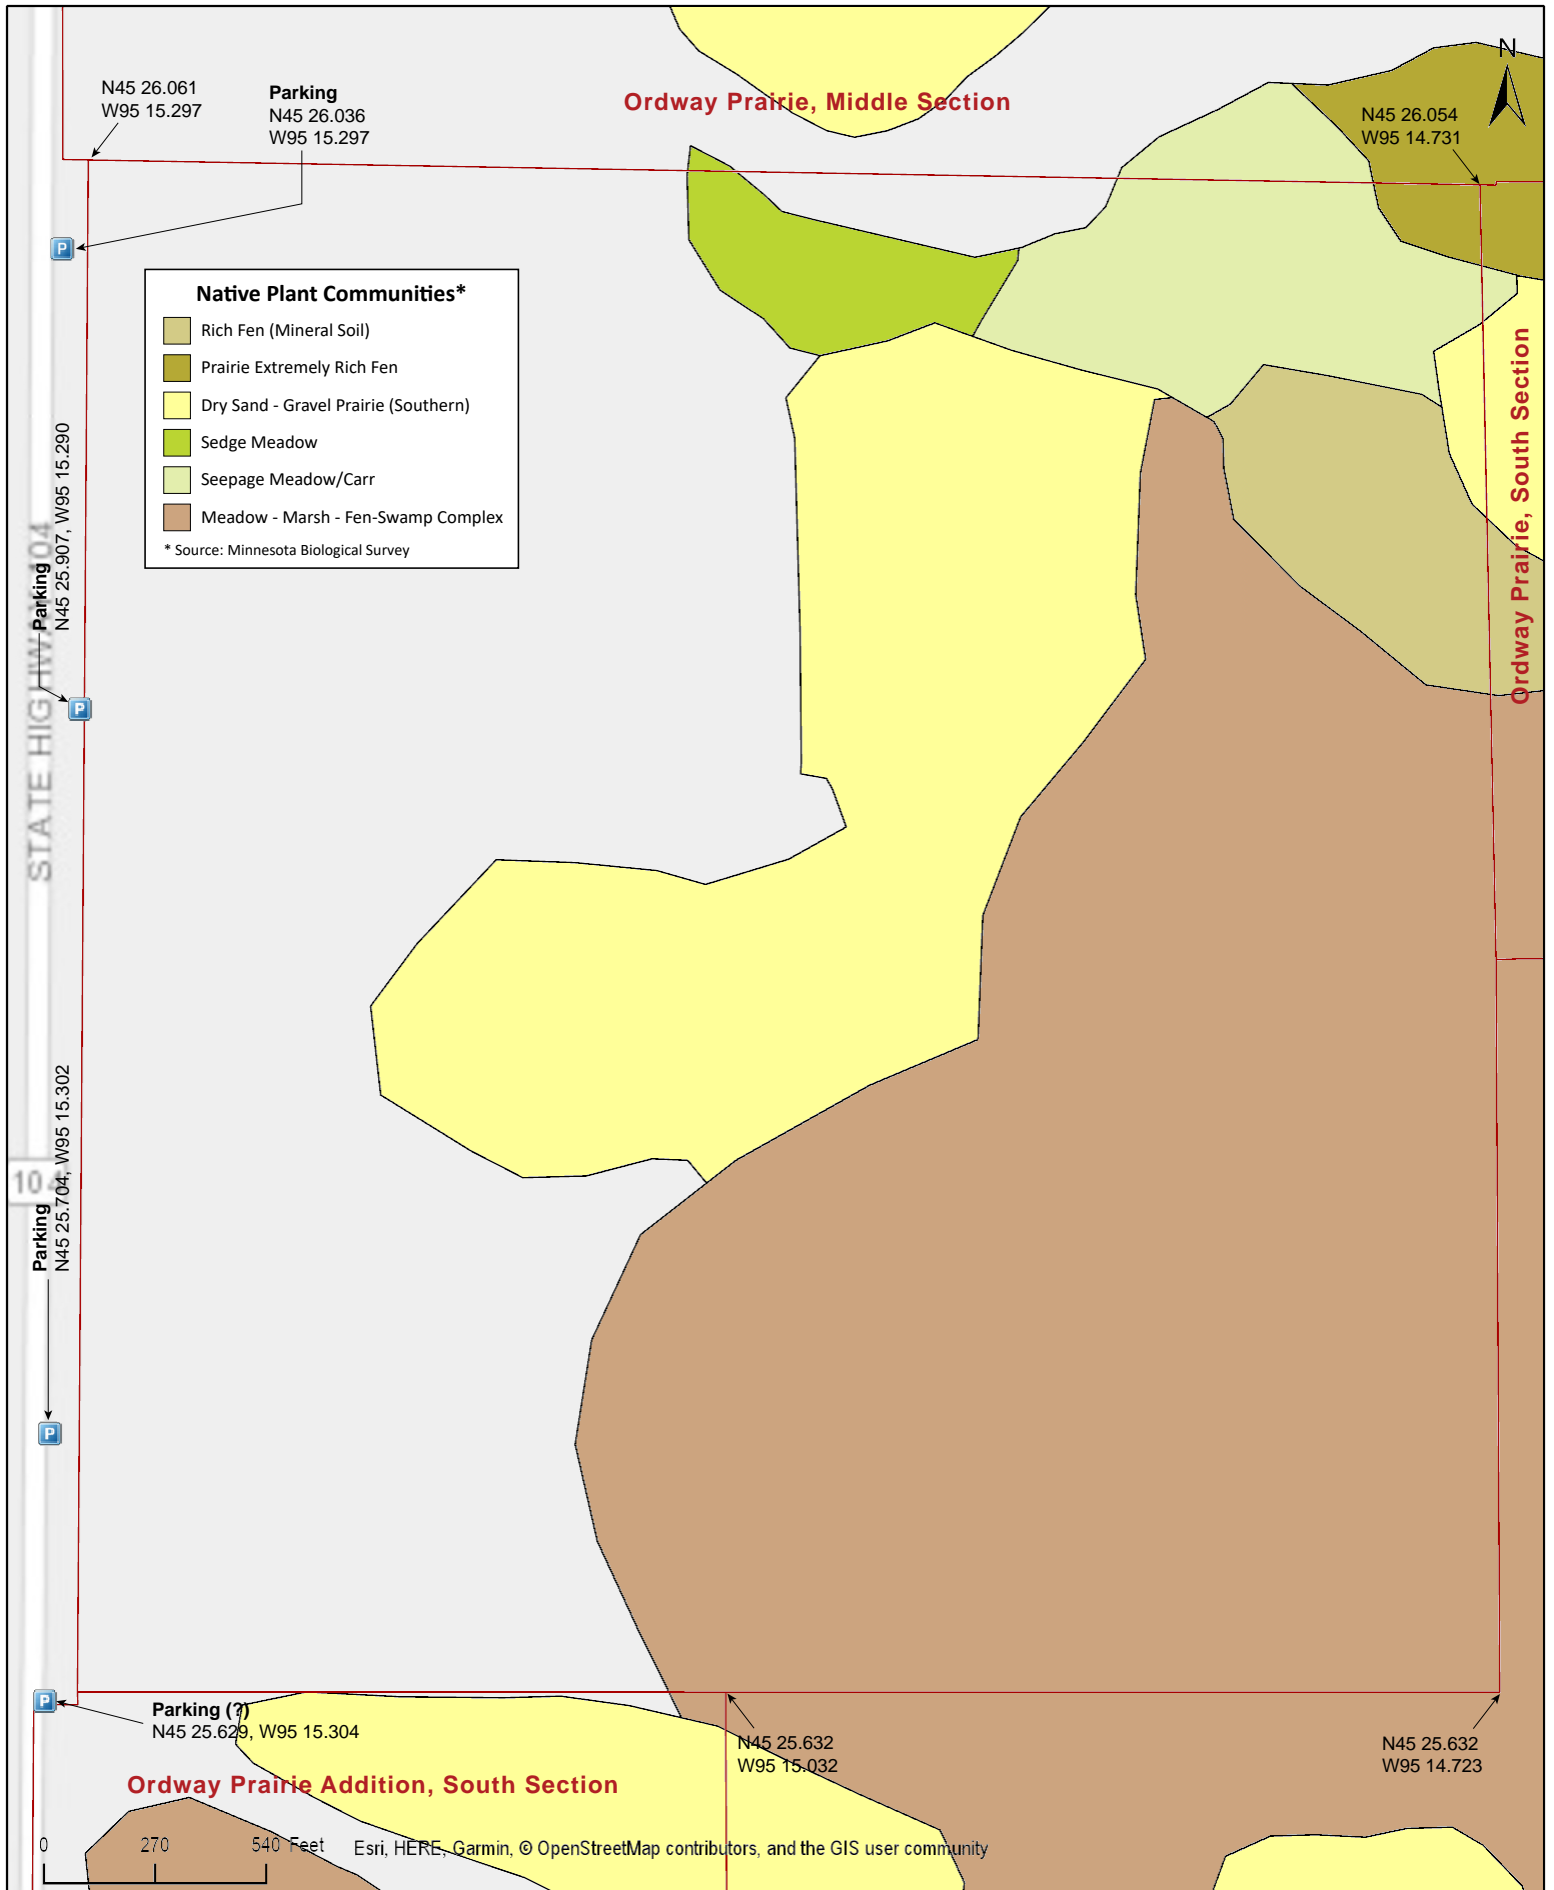 N
N45 26.061
W95 15.297
Parking
N45 26.036
W95 15.297
Ordway Prairie, Middle Section
N45 26.054
W95 14.731
Native Plant Communities*
Rich Fen (Mineral Soil)
Prairie Extremely Rich Fen
Dry Sand - Gravel Prairie (Southern)
Sedge Meadow
Seepage Meadow/Carr
Meadow - Marsh - Fen-Swamp Complex
* Source: Minnesota Biological Survey
P
Ordway Prairie, South Section
STATE HIGHWAY 104
Parking
N45 25.907, W95 15.290
P
104
Parking
N45 25.704, W95 15.302
P
P
Parking (?)
N45 25.629, W95 15.304
N45 25.632
W95 15.032
N45 25.632
W95 14.723
Ordway Prairie Addition, South Section
0 270 540 Feet
Esri, HERE, Garmin, © OpenStreetMap contributors, and the GIS user community